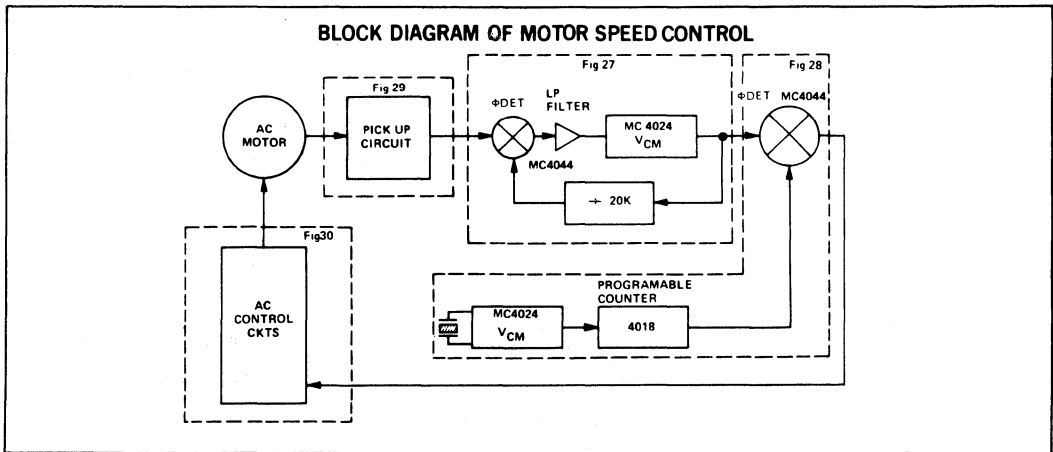 BLOCK DIAGRAM OF MOTOR SPEED CONTROL
Fig 27
Fig 28
Fig 29
ΦDET
LP
FILTER
ΦDET MC4044
AC
MOTOR
PICK UP
CIRCUIT
MC 4024
VCM
MC4044
÷ 20K
Fig30
AC
CONTROL
CKTS
PROGRAMABLE
COUNTER
MC4024
VCM
4018